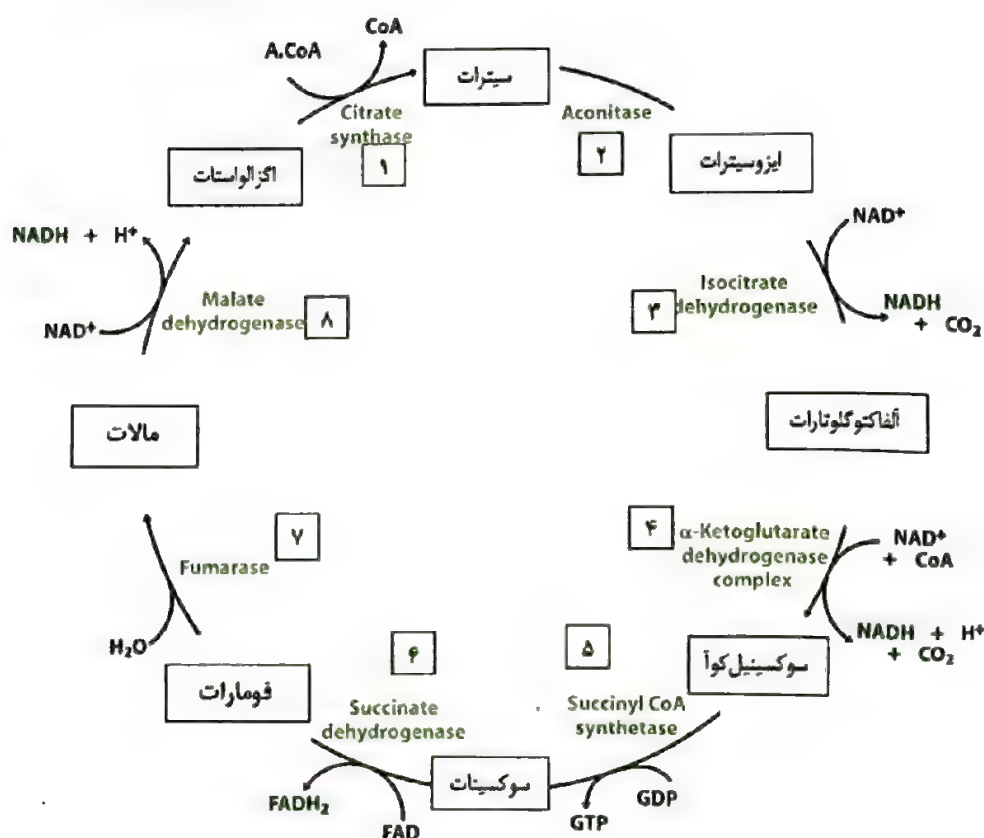 CoA
A.CoA
سیترات
Citrate
synthase
۱
Aconitase
۲
ایزوسیترات
اگزالواستات
NAD⁺
NADH + H⁺
Isocitrate
dehydrogenase
۳
NADH
+ CO₂
Malate
dehydrogenase
۸
NAD⁺
مالات
آلفاکتوگلوتارات
۴
α-Ketoglutarate
dehydrogenase
complex
NAD⁺
+ CoA
۷
Fumarase
H₂O
NADH + H⁺
+ CO₂
۶
۵
سوکسینیل کوآ
فومارات
Succinate
dehydrogenase
Succinyl CoA
synthetase
سوکسینات
FADH₂
FAD
GTP
GDP